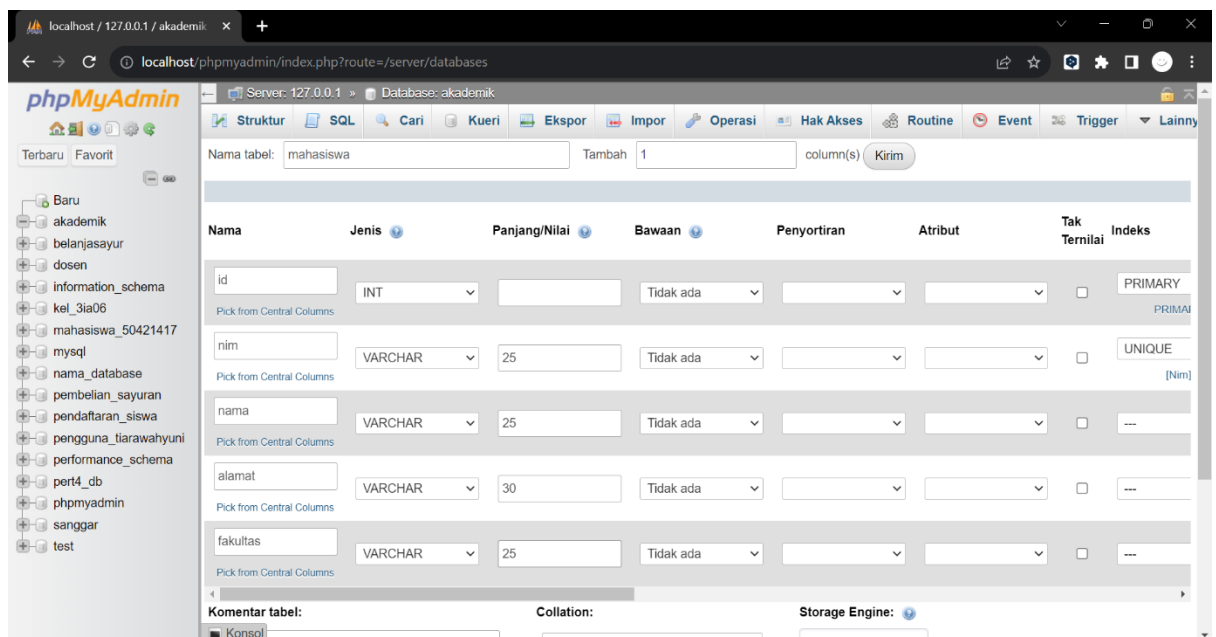 localhost / 127.0.0.1 / akademik
localhost/phpmyadmin/index.php?route=/server/databases
phpMyAdmin
Terbaru Favorit
Baru
akademik
belanjasayur
dosen
information_schema
kel_3ia06
mahasiswa_50421417
mysql
nama_database
pembelian_sayuran
pendaftaran_siswa
pengguna_tiarawahyuni
performance_schema
pert4_db
phpmyadmin
sanggar
test
Server: 127.0.0.1 » Database: akademik
Struktur SQL Cari Kueri Ekspor Impor Operasi Hak Akses Routine Event Trigger Lainny
Nama tabel: mahasiswa Tambah 1 column(s) Kirim
Nama Jenis Panjang/Nilai Bawaan Penyortiran Atribut Tak Ternilai Indeks
id INT Tidak ada PRIMARY
Pick from Central Columns PRIMAR
nim VARCHAR 25 Tidak ada UNIQUE
Pick from Central Columns [Nim]
nama VARCHAR 25 Tidak ada ---
Pick from Central Columns
alamat VARCHAR 30 Tidak ada ---
Pick from Central Columns
fakultas VARCHAR 25 Tidak ada ---
Pick from Central Columns
Komentar tabel: Collation: Storage Engine:
Konsol